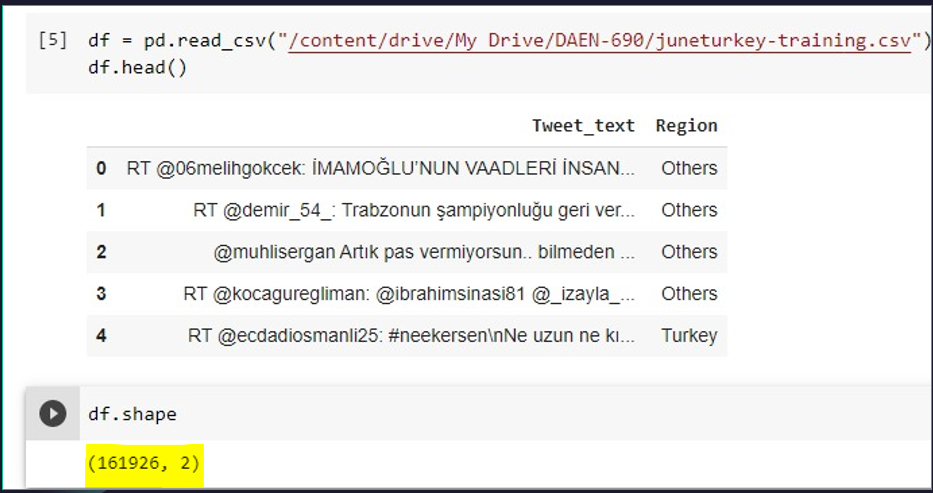 [5] df = pd.read_csv("/content/drive/My Drive/DAEN-690/juneturkey-training.csv")
df.head()
Tweet_text Region
0 RT @06melihgokcek: İMAMOĞLU'NUN VAADLERİ İNSAN... Others
1 RT @demir_54_: Trabzonun şampiyonluğu geri ver... Others
2 @muhlisergan Artık pas vermiyorsun.. bilmeden ... Others
3 RT @kocaguregliman: @ibrahimsinasi81 @_izayla_... Others
4 RT @ecdadiosmanli25: #neekersen\nNe uzun ne kı... Turkey
df.shape
(161926, 2)